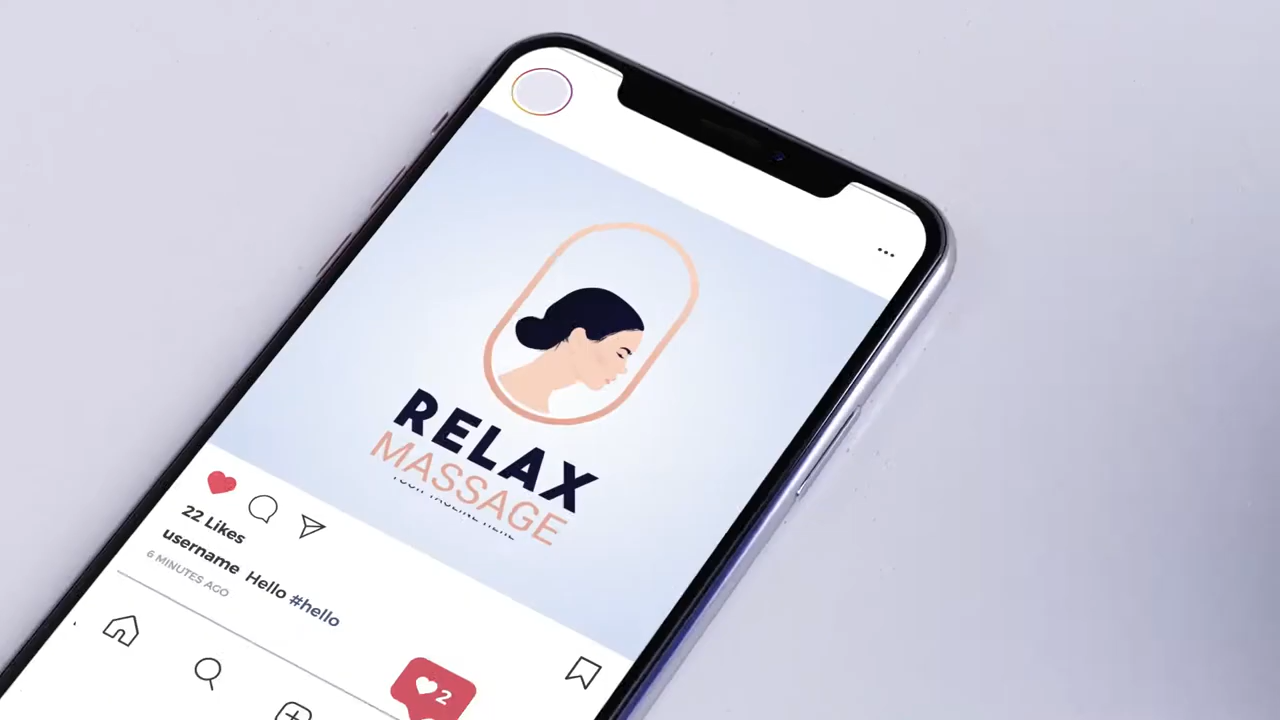 RELAX
MASSAGE
22 Likes
username Hello #hello
6 MINUTES AGO
2